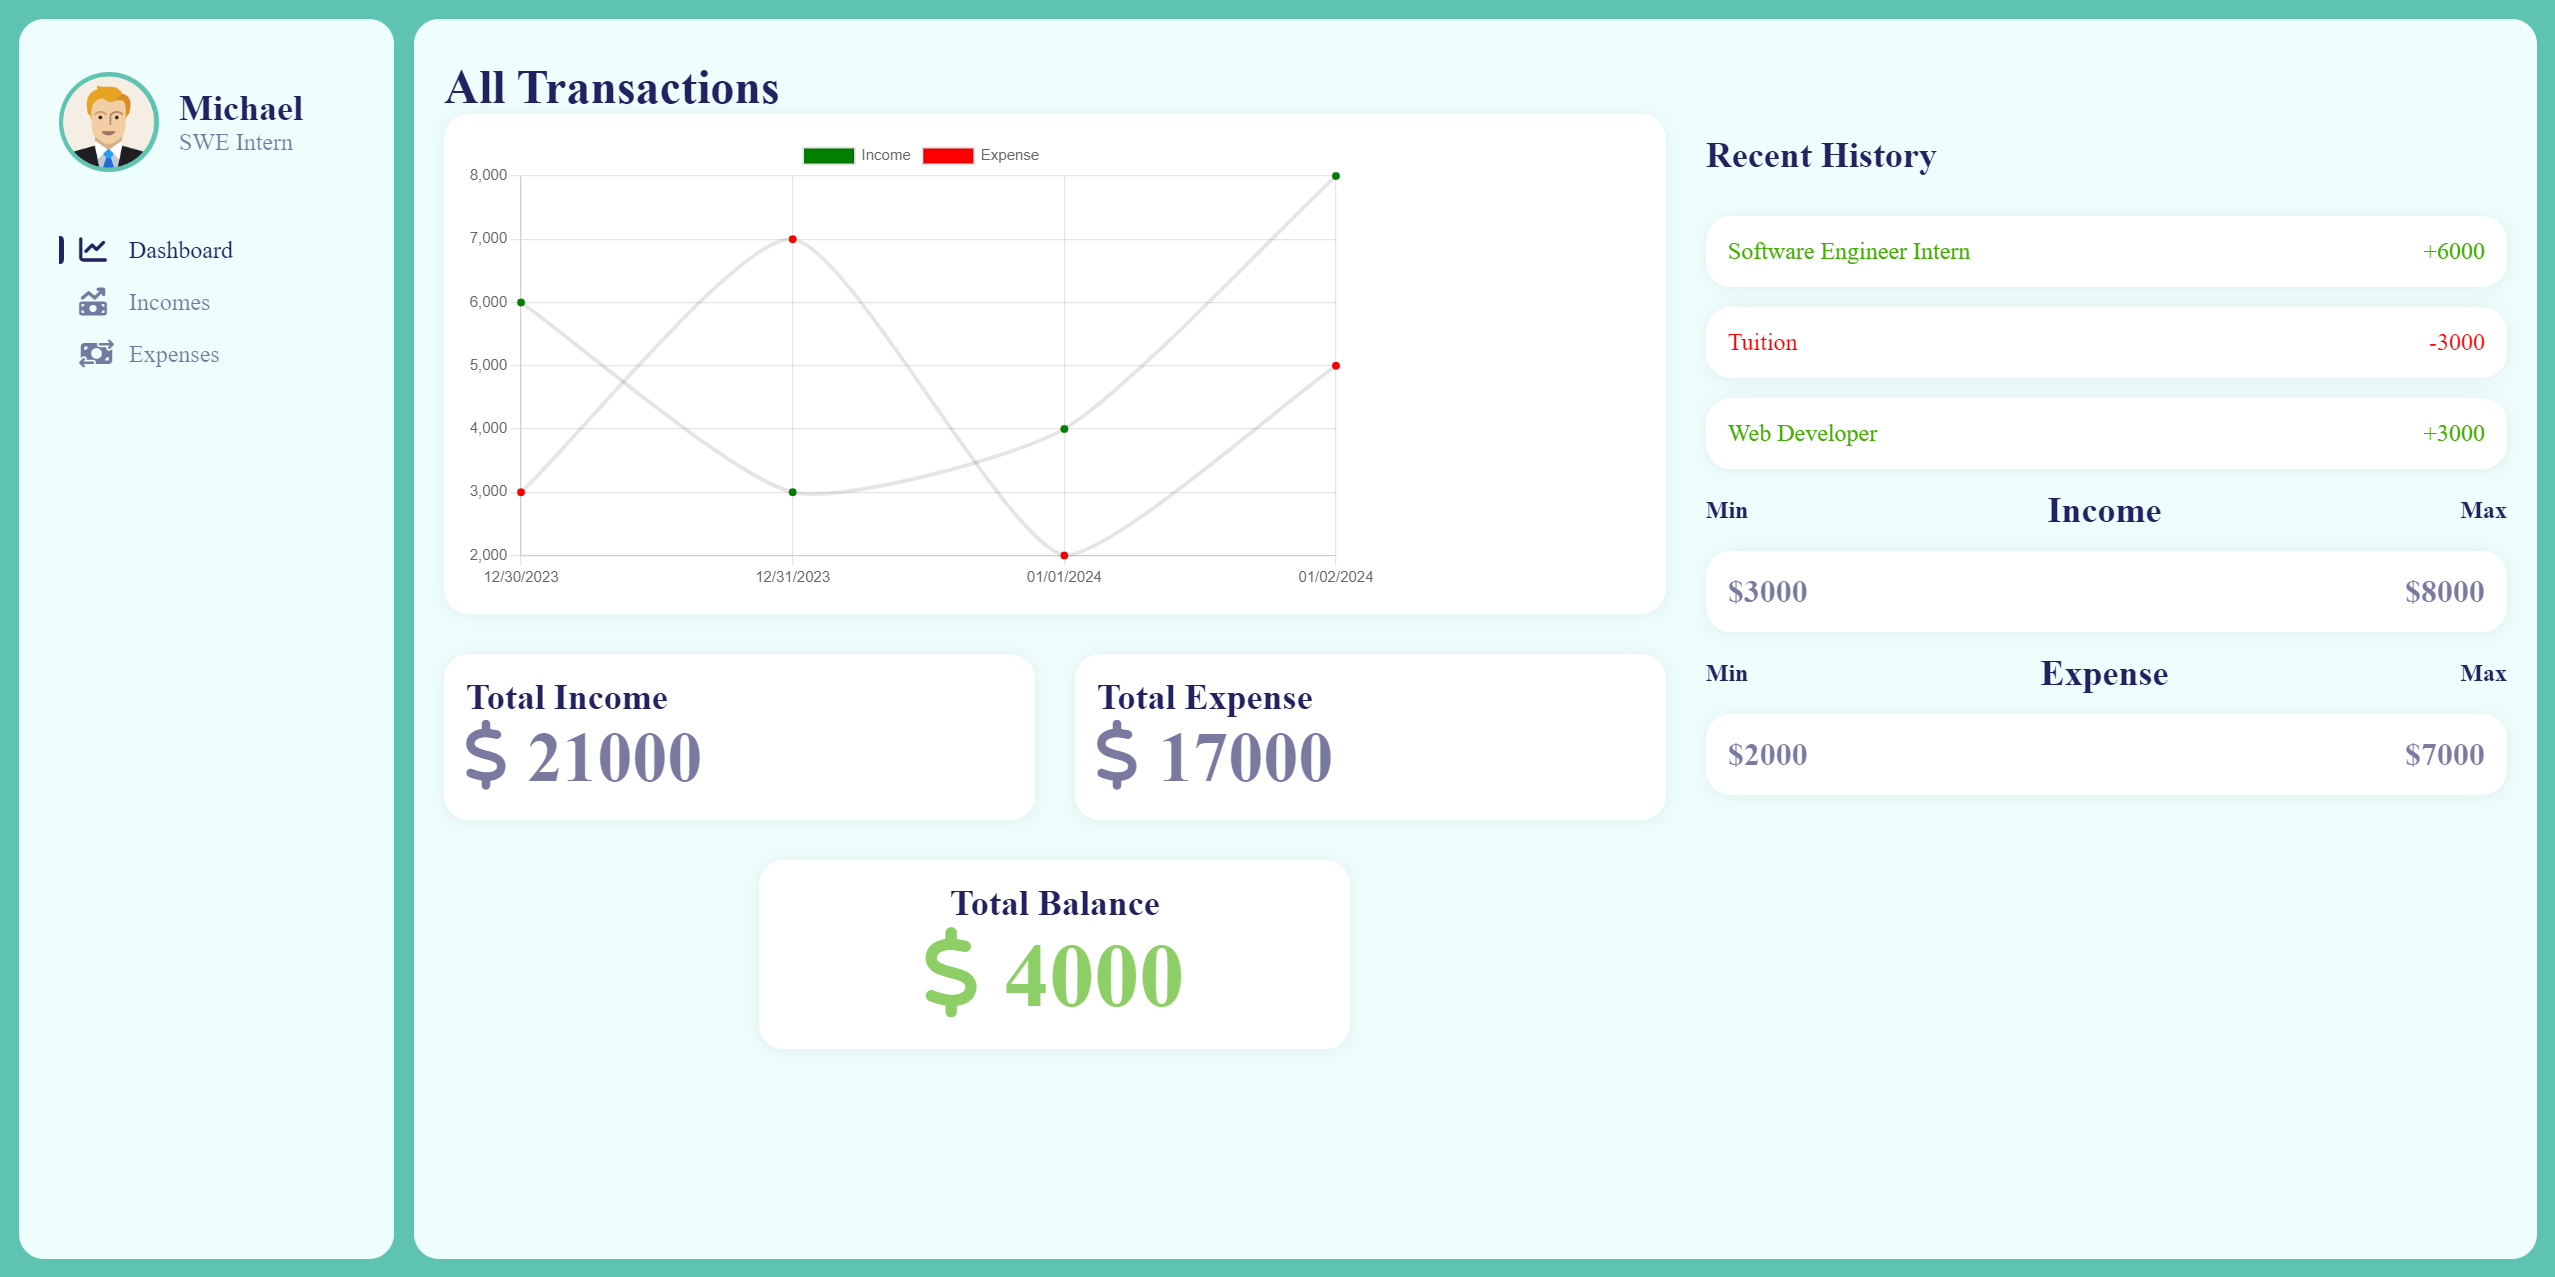 Michael
SWE Intern
Dashboard
Incomes
Expenses
All Transactions
Income Expense
8,000
7,000
6,000
5,000
4,000
3,000
2,000
12/30/2023 12/31/2023 01/01/2024 01/02/2024
Total Income
$ 21000
Total Expense
$ 17000
Total Balance
$ 4000
Recent History
Software Engineer Intern +6000
Tuition -3000
Web Developer +3000
Min Income Max
$3000 $8000
Min Expense Max
$2000 $7000